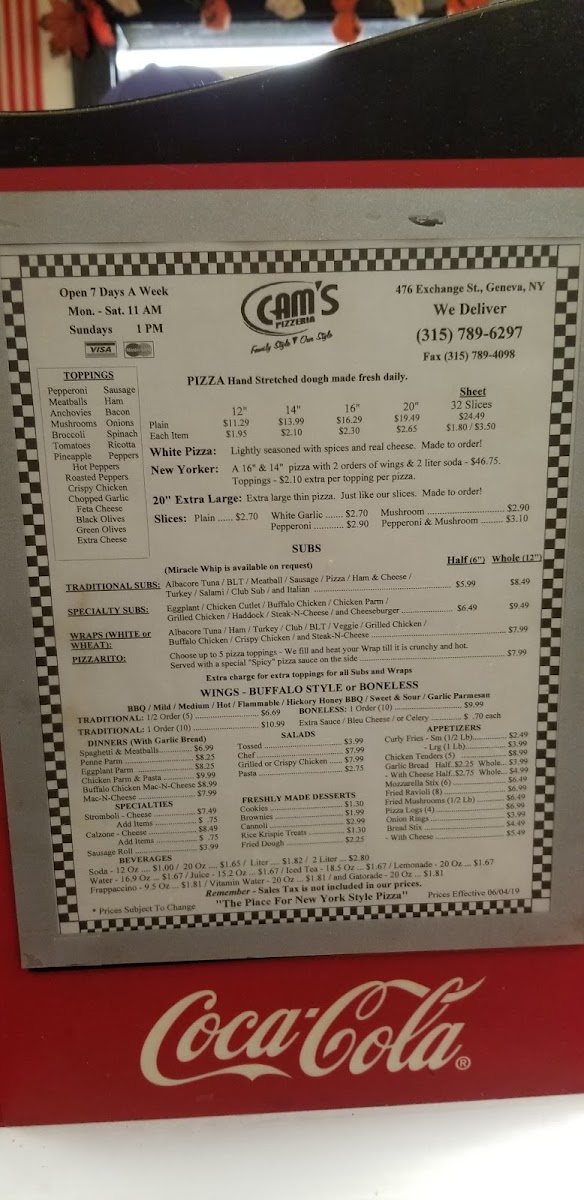 Open 7 Days A Week
Mon. - Sat. 11 AM
Sundays 1 PM
VISA
CAM'S
PIZZERIA
Family Style Our Style
476 Exchange St., Geneva, NY
We Deliver
(315) 789-6297
Fax (315) 789-4098
TOPPINGS
Pepperoni Sausage
Meatballs Ham
Anchovies Bacon
Mushrooms Onions
Broccoli Spinach
Tomatoes Ricotta
Pineapple Peppers
Hot Peppers
Roasted Peppers
Crispy Chicken
Chopped Garlic
Feta Cheese
Black Olives
Green Olives
Extra Cheese
PIZZA Hand Stretched dough made fresh daily.
Sheet
12" 14" 16" 20" 32 Slices
Plain $11.29 $13.99 $16.29 $19.49 $24.49
Each Item $1.95 $2.10 $2.30 $2.65 $1.80 / $3.50
White Pizza: Lightly seasoned with spices and real cheese. Made to order!
New Yorker: A 16" & 14" pizza with 2 orders of wings & 2 liter soda - $46.75.
Toppings - $2.10 extra per topping per pizza.
20" Extra Large: Extra large thin pizza. Just like our slices. Made to order!
Slices: Plain ..... $2.70 White Garlic ....... $2.70 Mushroom ........................ $2.90
Pepperoni ............ $2.90 Pepperoni & Mushroom ........ $3.10
SUBS
(Miracle Whip is available on request)
Half (6") Whole (12")
TRADITIONAL SUBS: Albacore Tuna / BLT / Meatball / Sausage / Pizza / Ham & Cheese /
Turkey / Salami / Club Sub / and Italian ........ $5.99 $8.49
SPECIALTY SUBS: Eggplant / Chicken Cutlet / Buffalo Chicken / Chicken Parm /
Grilled Chicken / Haddock / Steak-N-Cheese / and Cheeseburger ........ $6.49 $9.49
WRAPS (WHITE or WHEAT): Albacore Tuna / Ham / Turkey / Club / BLT / Veggie / Grilled Chicken /
Buffalo Chicken / Crispy Chicken / and Steak-N-Cheese ........ $7.99
PIZZARITO: Choose up to 5 pizza toppings - We fill and beat your Wrap till it is crunchy and hot.
Served with a special "Spicy" pizza sauce on the side ........ $7.99
Extra charge for extra toppings for all Subs and Wraps
WINGS - BUFFALO STYLE or BONELESS
BBQ / Mild / Medium / Hot / Flammable / Hickory Honey BBQ / Sweet & Sour / Garlic Parmesan
TRADITIONAL: 1/2 Order (5) ........ $6.69 BONELESS: 1 Order (10) ........ $9.99
TRADITIONAL: 1 Order (10) ........ $10.99 Extra Sauce / Bleu Cheese / or Celery ........ $ .70 each
DINNERS (With Garlic Bread)
Spaghetti & Meatballs ........ $6.99
Penne Parm ........ $8.25
Eggplant Parm ........ $8.25
Chicken Parm & Pasta ........ $9.99
Buffalo Chicken Mac-N-Cheese $8.99
Mac-N-Cheese ........ $7.99
SPECIALTIES
Stromboli - Cheese ........ $7.49
Add Items ........ $ .75
Calzone - Cheese ........ $8.49
Add Items ........ $ .75
Sausage Roll ........ $3.99
SALADS
Tossed ........ $3.99
Chef ........ $7.99
Grilled or Crispy Chicken ..... $7.99
Pasta ........ $2.75
FRESHLY MADE DESSERTS
Cookies ........ $1.30
Brownies ........ $1.99
Cannoli ........ $2.99
Rice Krispie Treats ........ $1.30
Fried Dough ........ $2.25
APPETIZERS
Curly Fries - Sm (1/2 Lb) ........ $2.49
- Lrg (1 Lb) ........ $3.99
Chicken Tenders (5) ........ $8.99
Garlic Bread Half..$2.25 Whole... $3.99
- With Cheese Half..$2.75 Whole... $4.99
Mozzarella Stix (6) ........ $6.49
Fried Ravioli (8) ........ $6.99
Fried Mushrooms (1/2 Lb) ........ $6.49
Pizza Logs (4) ........ $6.99
Onion Rings ........ $3.99
Bread Stix ........ $4.49
- With Cheese ........ $5.49
BEVERAGES
Soda - 12 Oz .... $1.00 / 20 Oz .... $1.65 / Liter .... $1.82 / 2 Liter .. $2.80
Water - 16.9 Oz ... $1.67 / Juice - 15.2 Oz ... $1.67 / Iced Tea - 18.5 Oz ... $1.67 / Lemonade - 20 Oz ... $1.67
Frappuccino - 9.5 Oz ... $1.81 / Vitamin Water - 20 Oz ... $1.81 / and Gatorade - 20 Oz ... $1.81
Remember - Sales Tax is not included in our prices.
* Prices Subject To Change "The Place For New York Style Pizza" Prices Effective 06/04/19
Coca-Cola®